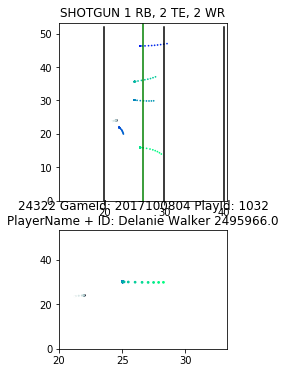 SHOTGUN 1 RB, 2 TE, 2 WR
50
40
30
20
10
0
20 30 40
24322 GameId: 2017100804 PlayId: 1032
PlayerName + ID: Delanie Walker 2495966.0
40
20
0
20 25 30